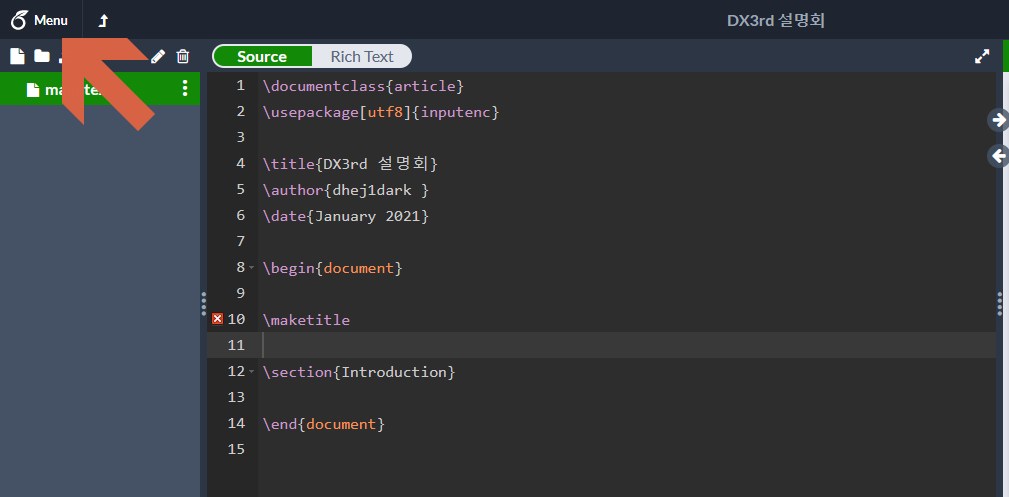 Menu
DX3rd 설명회
Source Rich Text
1 \documentclass{article}
2 \usepackage[utf8]{inputenc}
3
4 \title{DX3rd 설명회}
5 \author{dhej1dark }
6 \date{January 2021}
7
8 \begin{document}
9
10 \maketitle
11
12 \section{Introduction}
13
14 \end{document}
15